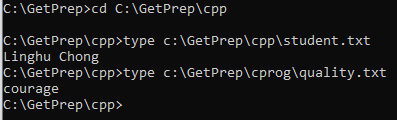 C:\GetPrep>cd C:\GetPrep\cpp
C:\GetPrep\cpp>type c:\GetPrep\cpp\student.txt
Linghu Chong
C:\GetPrep\cpp>type c:\GetPrep\cprog\quality.txt
courage
C:\GetPrep\cpp>